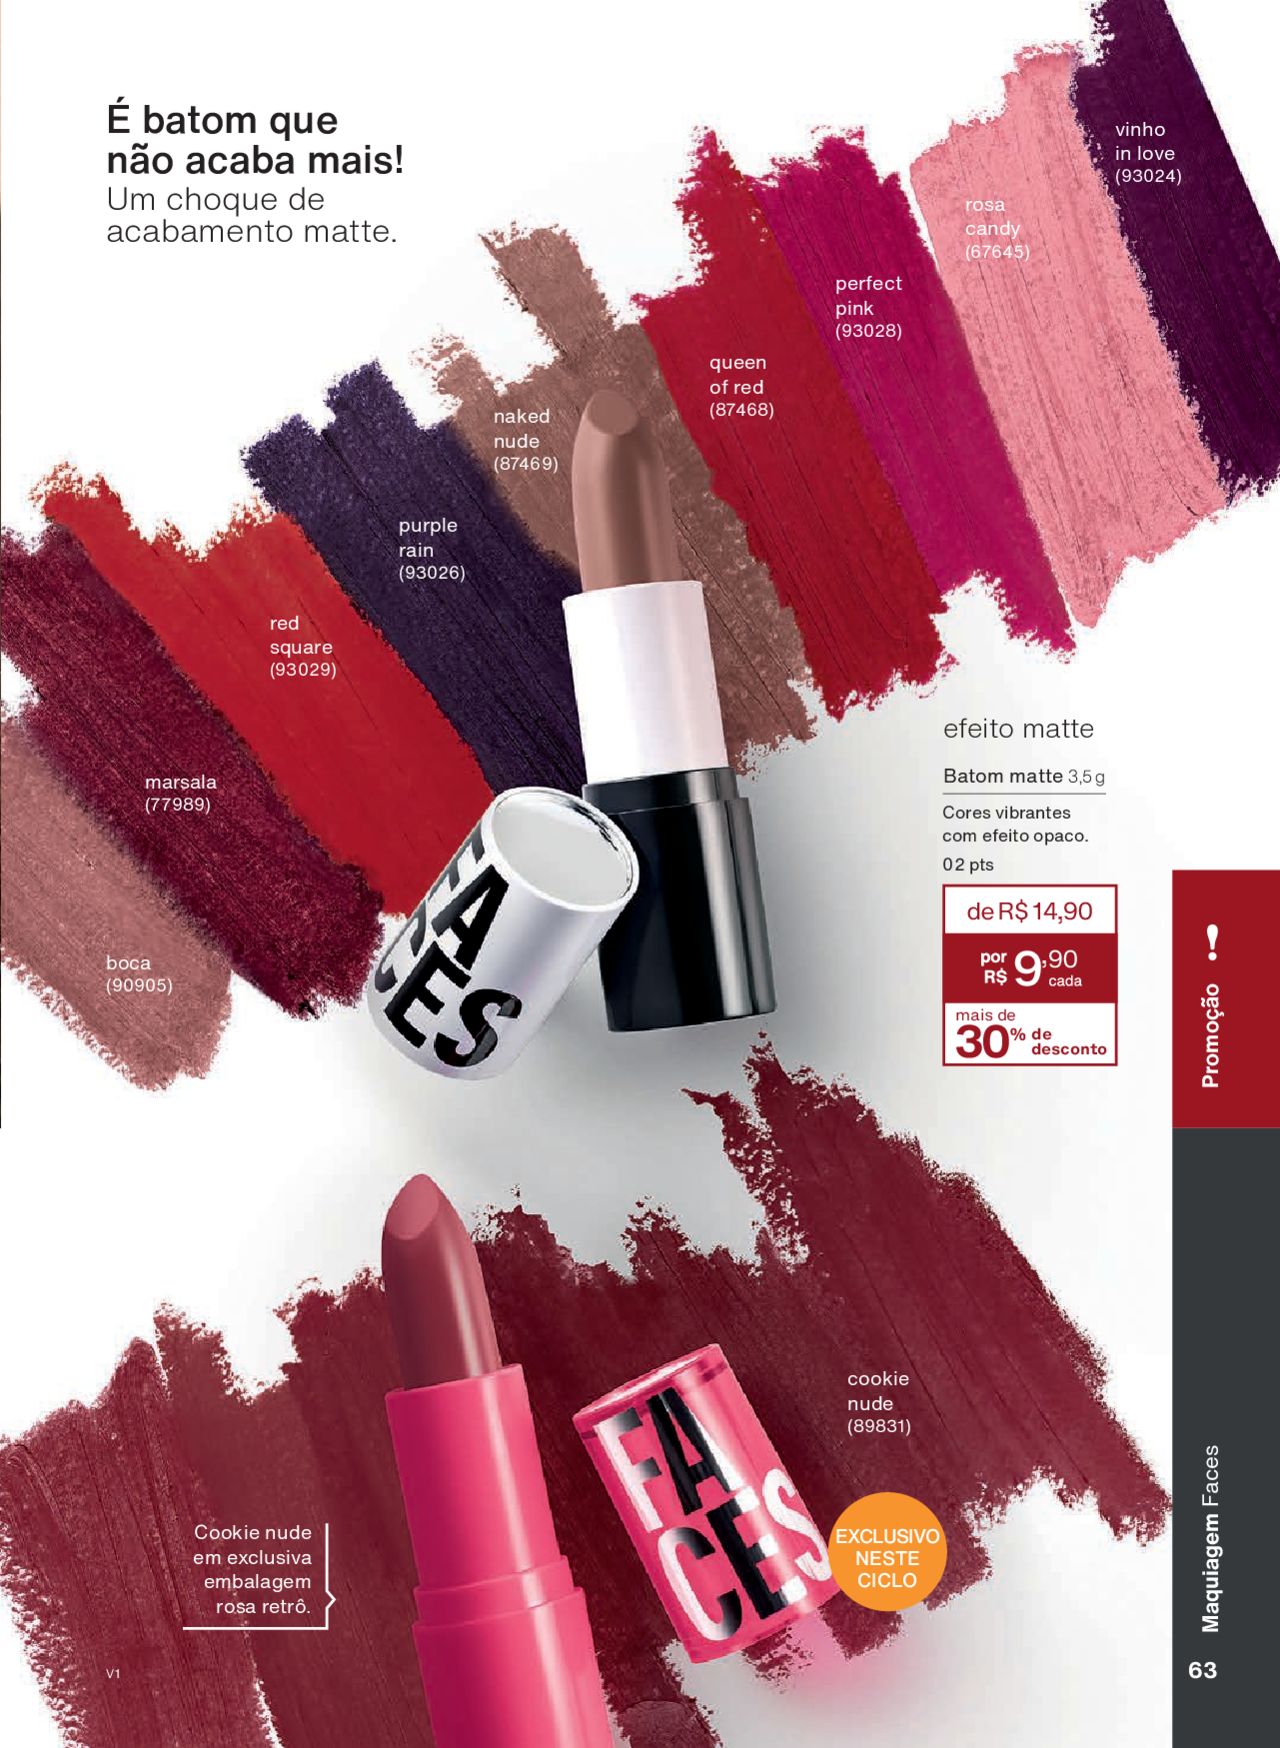 É batom que
não acaba mais!
Um choque de
acabamento matte.
vinho
in love
(93024)
rosa
candy
(67645)
perfect
pink
(93028)
queen
of red
(87468)
naked
nude
(87469)
purple
rain
(93026)
red
square
(93029)
marsala
(77989)
boca
(90905)
FA
CES
efeito matte
Batom matte 3,5 g
Cores vibrantes
com efeito opaco.
02 pts
de R$ 14,90
por R$ 9,90 cada
mais de
30% de desconto
Promoção !
cookie
nude
(89831)
FA
CES
EXCLUSIVO
NESTE
CICLO
Cookie nude
em exclusiva
embalagem
rosa retrô.
Maquiagem Faces
V1
63